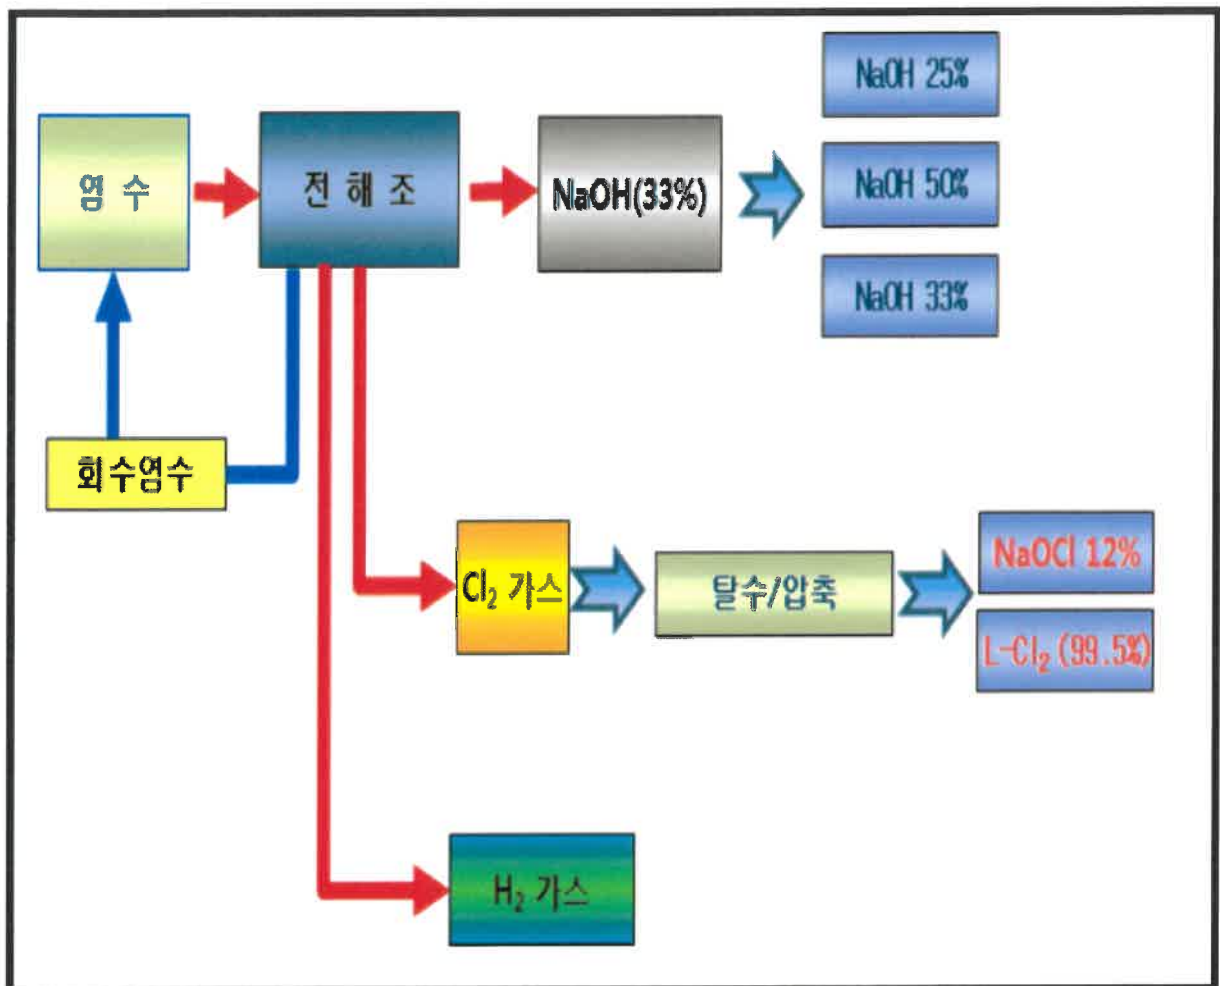 염 수
전 해 조
NaOH(33%)
NaOH 25%
NaOH 50%
NaOH 33%
회수염수
Cl₂ 가스
탈수/압축
NaOCl 12%
L-Cl₂ (99.5%)
H₂ 가스